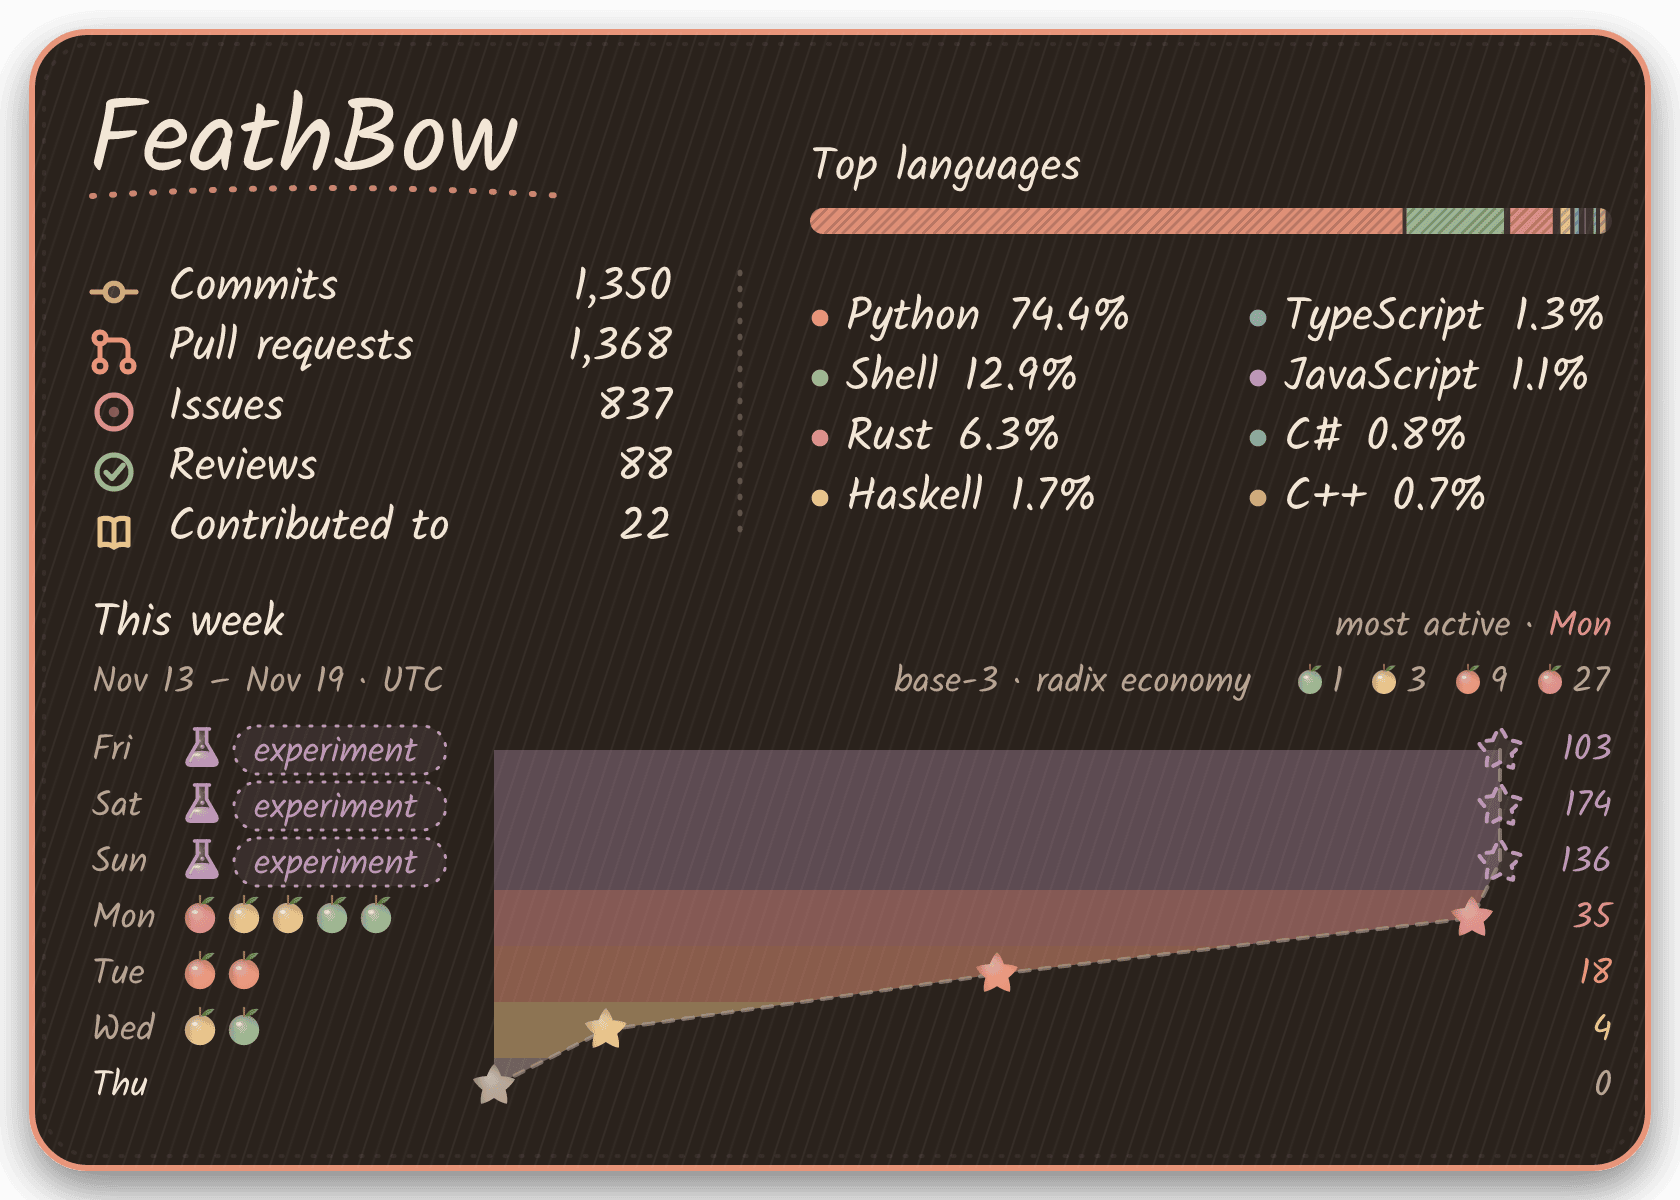 FeathBow
Commits 1,350
Pull requests 1,368
Issues 837
Reviews 88
Contributed to 22
Top languages
Python 74.4%
Shell 12.9%
Rust 6.3%
Haskell 1.7%
TypeScript 1.3%
JavaScript 1.1%
C# 0.8%
C++ 0.7%
This week
most active · Mon
Nov 13 – Nov 19 · UTC
base-3 · radix economy 1 3 9 27
Fri experiment 103
Sat experiment 174
Sun experiment 136
Mon 35
Tue 18
Wed 4
Thu 0